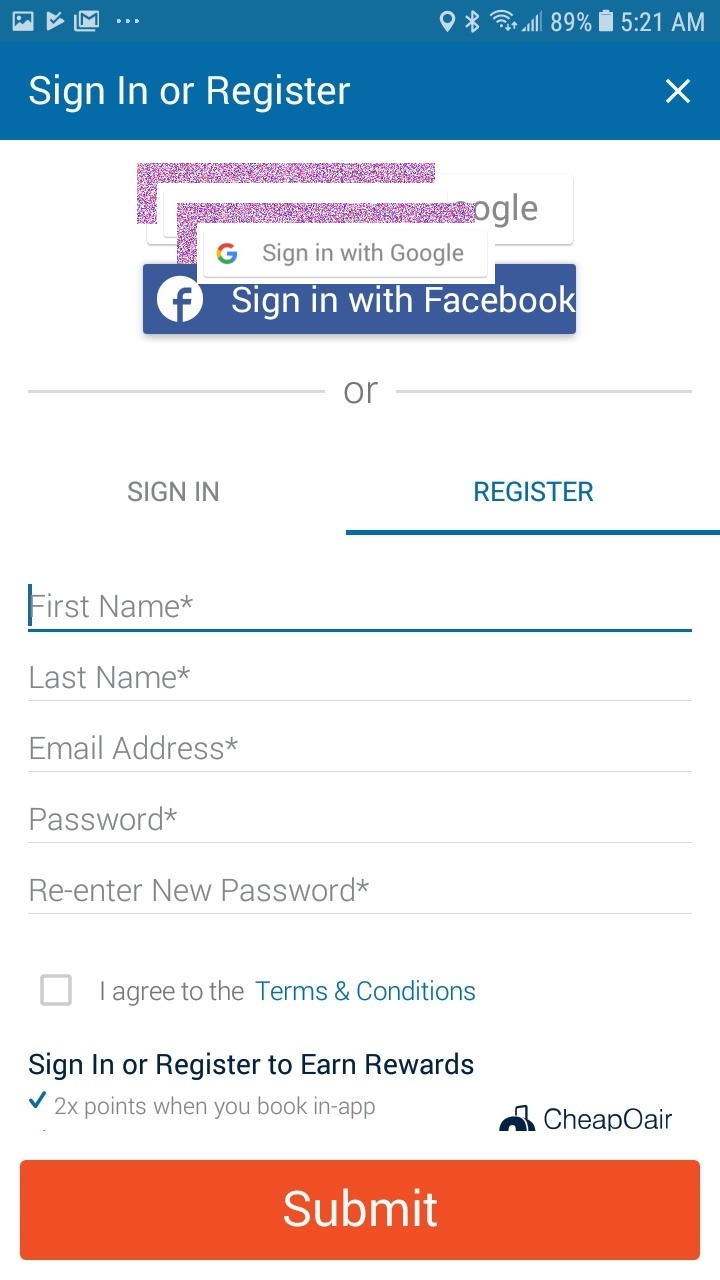 89% 5:21 AM
Sign In or Register
ogle
Sign in with Google
Sign in with Facebook
or
SIGN IN REGISTER
First Name*
Last Name*
Email Address*
Password*
Re-enter New Password*
I agree to the Terms & Conditions
Sign In or Register to Earn Rewards
2x points when you book in-app
CheapOair
Submit